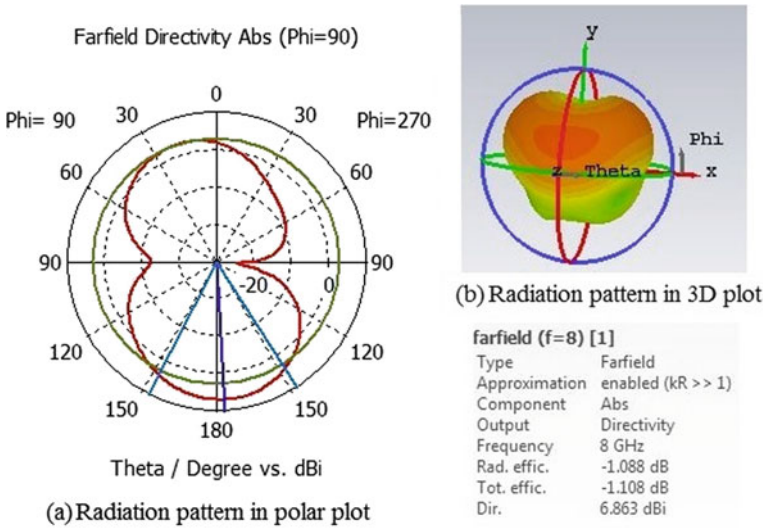 Farfield Directivity Abs (Phi=90)
0
Phi= 90 30 30 Phi=270
60 60
90 -20 0 90
120 120
150 150
180
Theta / Degree vs. dBi
(a) Radiation pattern in polar plot
y
Phi
z Theta x
(b) Radiation pattern in 3D plot
farfield (f=8) [1]
Type Farfield
Approximation enabled (kR >> 1)
Component Abs
Output Directivity
Frequency 8 GHz
Rad. effic. -1.088 dB
Tot. effic. -1.108 dB
Dir. 6.863 dBi